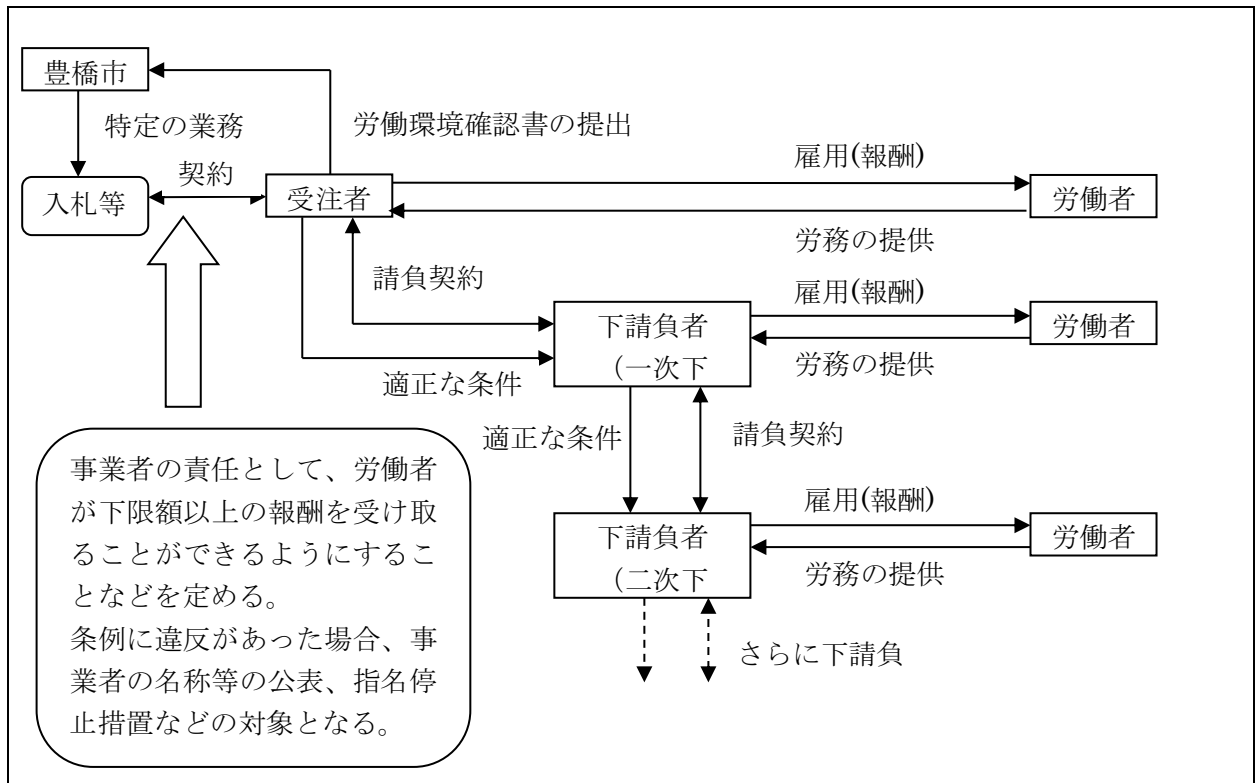 豊橋市
特定の業務
労働環境確認書の提出
入札等
契約
受注者
雇用(報酬)
労働者
労務の提供
請負契約
適正な条件
下請負者
(一次下
雇用(報酬)
労働者
労務の提供
適正な条件
請負契約
下請負者
(二次下
雇用(報酬)
労働者
労務の提供
さらに下請負
事業者の責任として、労働者
が下限額以上の報酬を受け取
ることができるようにするこ
となどを定める。
条例に違反があった場合、事
業者の名称等の公表、指名停
止措置などの対象となる。